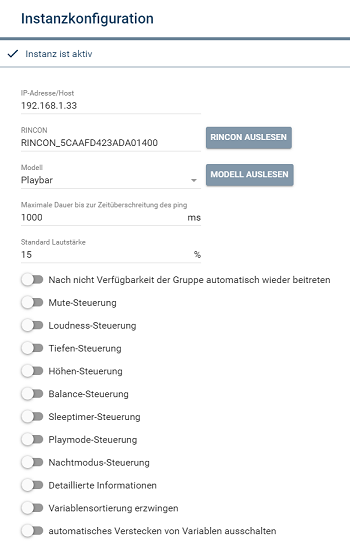 Instanzkonfiguration
Instanz ist aktiv
IP-Adresse/Host
192.168.1.33
RINCON
RINCON_5CAAFD423ADA01400
RINCON AUSLESEN
Modell
Playbar
MODELL AUSLESEN
Maximale Dauer bis zur Zeitüberschreitung des ping
1000 ms
Standard Lautstärke
15 %
Nach nicht Verfügbarkeit der Gruppe automatisch wieder beitreten
Mute-Steuerung
Loudness-Steuerung
Tiefen-Steuerung
Höhen-Steuerung
Balance-Steuerung
Sleeptimer-Steuerung
Playmode-Steuerung
Nachtmodus-Steuerung
Detaillierte Informationen
Variablensortierung erzwingen
automatisches Verstecken von Variablen ausschalten